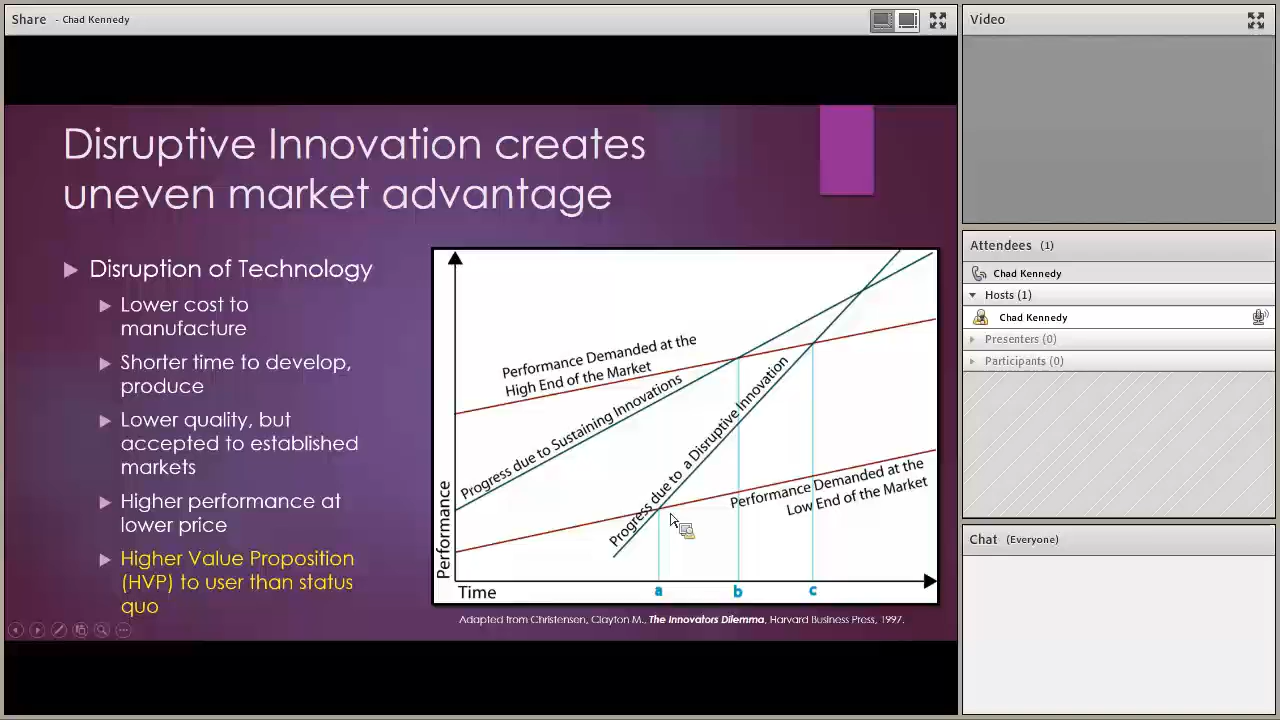 Share - Chad Kennedy
Disruptive Innovation creates
uneven market advantage
Disruption of Technology
Lower cost to
manufacture
Shorter time to develop,
produce
Lower quality, but
accepted to established
markets
Higher performance at
lower price
Higher Value Proposition
(HVP) to user than status
quo
Performance Demanded at the
High End of the Market
Progress due to Sustaining Innovations
Progress due to a Disruptive Innovation
Performance Demanded at the
Low End of the Market
Performance
Time
a
b
c
Adapted from Christensen, Clayton M., The Innovators Dilemma, Harvard Business Press, 1997.
Video
Attendees (1)
Chad Kennedy
Hosts (1)
Chad Kennedy
Presenters (0)
Participants (0)
Chat (Everyone)